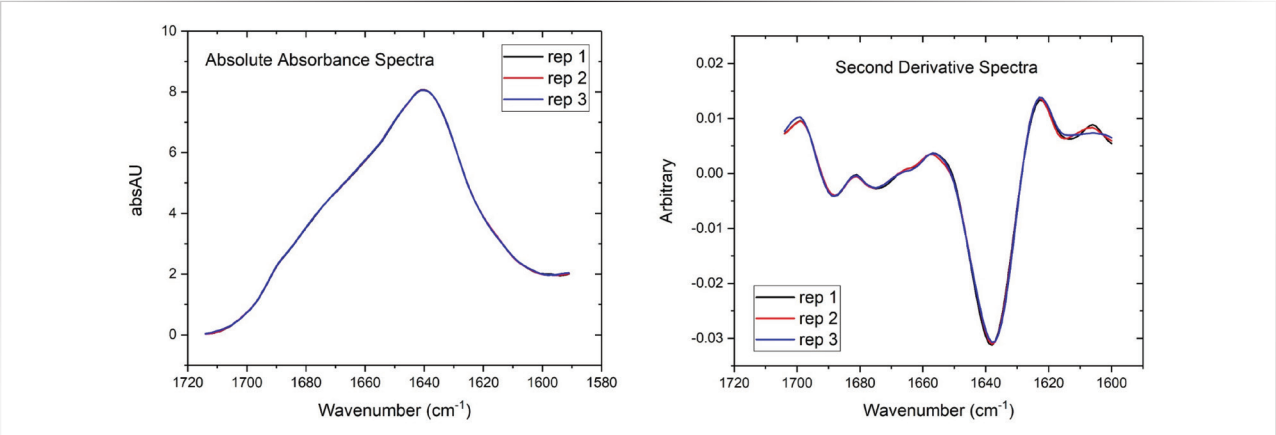 Absolute Absorbance Spectra
rep 1
rep 2
rep 3
10
8
6
4
2
0
absAU
1720 1700 1680 1660 1640 1620 1600 1580
Wavenumber (cm-1)
Second Derivative Spectra
0.02
0.01
0.00
-0.01
-0.02
-0.03
Arbitrary
rep 1
rep 2
rep 3
1720 1700 1680 1660 1640 1620 1600
Wavenumber (cm-1)